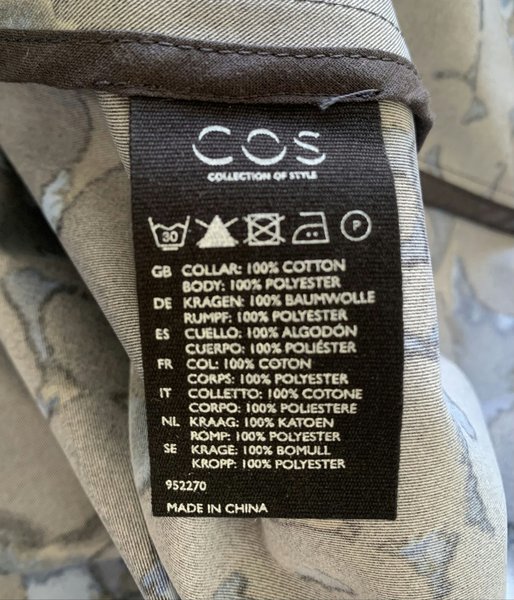 COS
COLLECTION OF STYLE
30
P
GB COLLAR: 100% COTTON
BODY: 100% POLYESTER
DE KRAGEN: 100% BAUMWOLLE
RUMPF: 100% POLYESTER
ES CUELLO: 100% ALGODÓN
CUERPO: 100% POLIÉSTER
FR COL: 100% COTON
CORPS: 100% POLYESTER
IT COLLETTO: 100% COTONE
CORPO: 100% POLIESTERE
NL KRAAG: 100% KATOEN
ROMP: 100% POLYESTER
SE KRAGE: 100% BOMULL
KROPP: 100% POLYESTER
952270
MADE IN CHINA